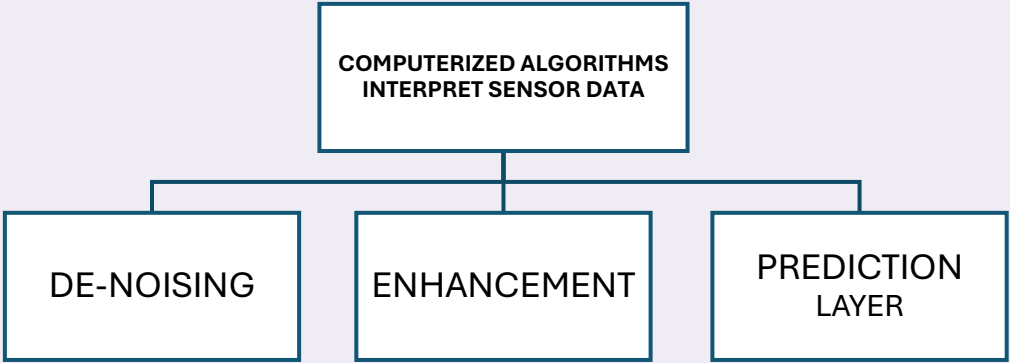 COMPUTERIZED ALGORITHMS
INTERPRET SENSOR DATA
DE-NOISING
ENHANCEMENT
PREDICTION
LAYER